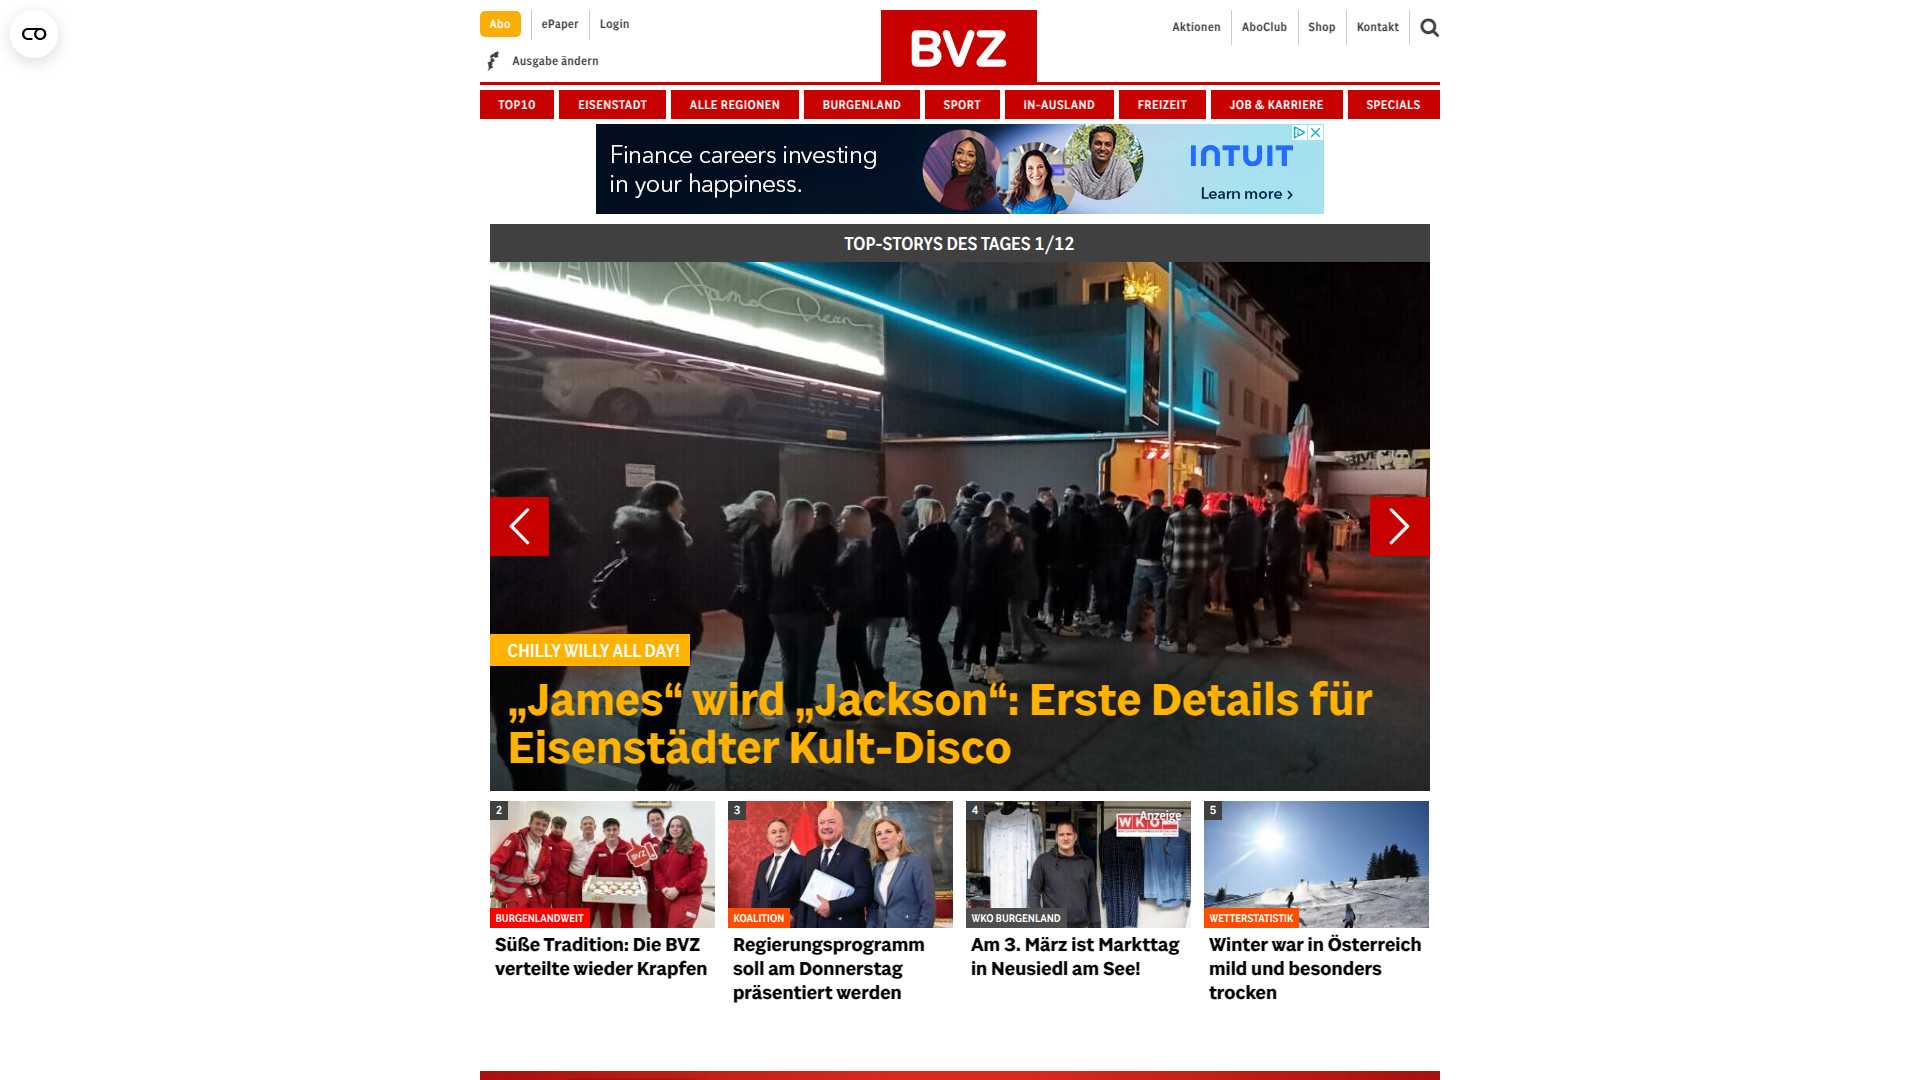 Abo
ePaper
Login
BVZ
Aktionen
AboClub
Shop
Kontakt
Ausgabe ändern
TOP10
EISENSTADT
ALLE REGIONEN
BURGENLAND
SPORT
IN-AUSLAND
FREIZEIT
JOB & KARRIERE
SPECIALS
Finance careers investing
in your happiness.
INTUIT
Learn more ›
TOP-STORYS DES TAGES 1/12
James Dean
CHILLY WILLY ALL DAY!
„James“ wird „Jackson“: Erste Details für
Eisenstädter Kult-Disco
2
BVZ
BURGENLANDWEIT
Süße Tradition: Die BVZ
verteilte wieder Krapfen
3
KOALITION
Regierungsprogramm
soll am Donnerstag
präsentiert werden
4
Anzeige
WKO
WKO BURGENLAND
Am 3. März ist Markttag
in Neusiedl am See!
5
WETTERSTATISTIK
Winter war in Österreich
mild und besonders
trocken